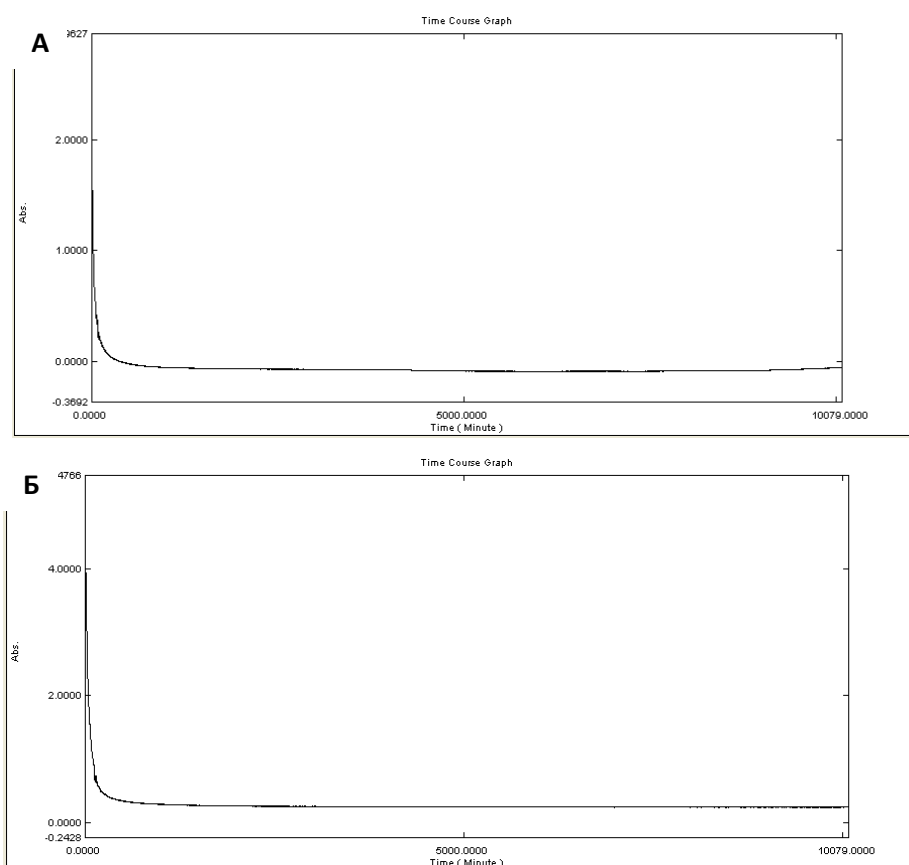 Time Course Graph
А
3627
2.0000
Abs.
1.0000
0.0000
-0.3692
0.0000 5000.0000 10079.0000
Time ( Minute )
Time Course Graph
Б
4766
4.0000
Abs.
2.0000
0.0000
-0.2428
0.0000 5000.0000 10079.0000
Time ( Minute )